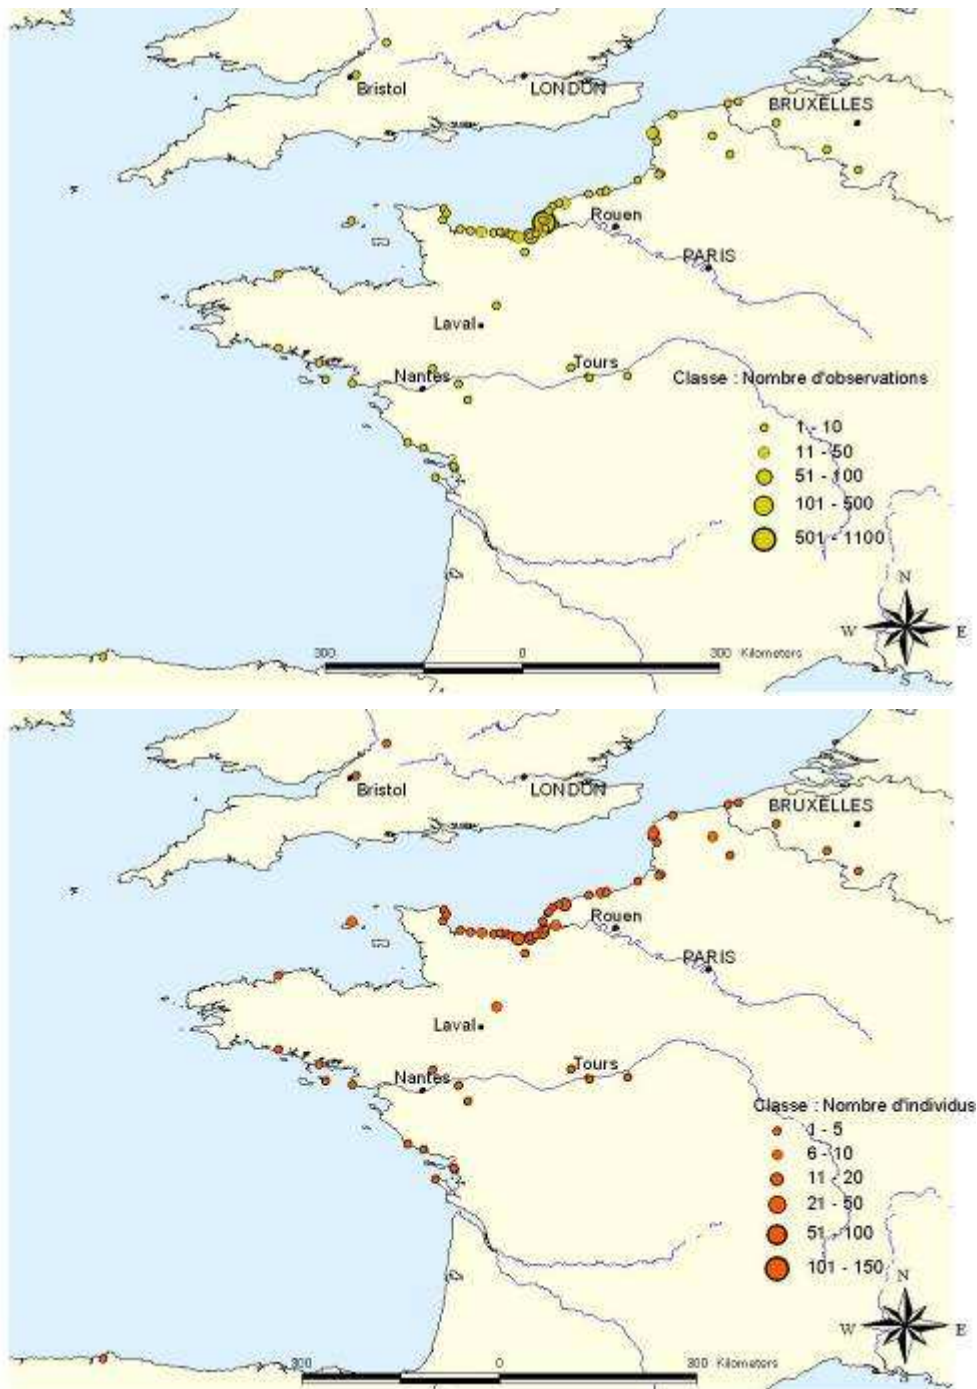 Bristol
LONDON
BRUXELLES
Rouen
PARIS
Laval
Tours
Nantes
Classe : Nombre d'observations
1 - 10
11 - 50
51 - 100
101 - 500
501 - 1100
N
W E
S
300 0 300 Kilometers
Bristol
LONDON
BRUXELLES
Rouen
PARIS
Laval
Tours
Nantes
Classe : Nombre d'individus
1 - 5
6 - 10
11 - 20
21 - 50
51 - 100
101 - 150
N
W E
S
300 0 300 Kilometers